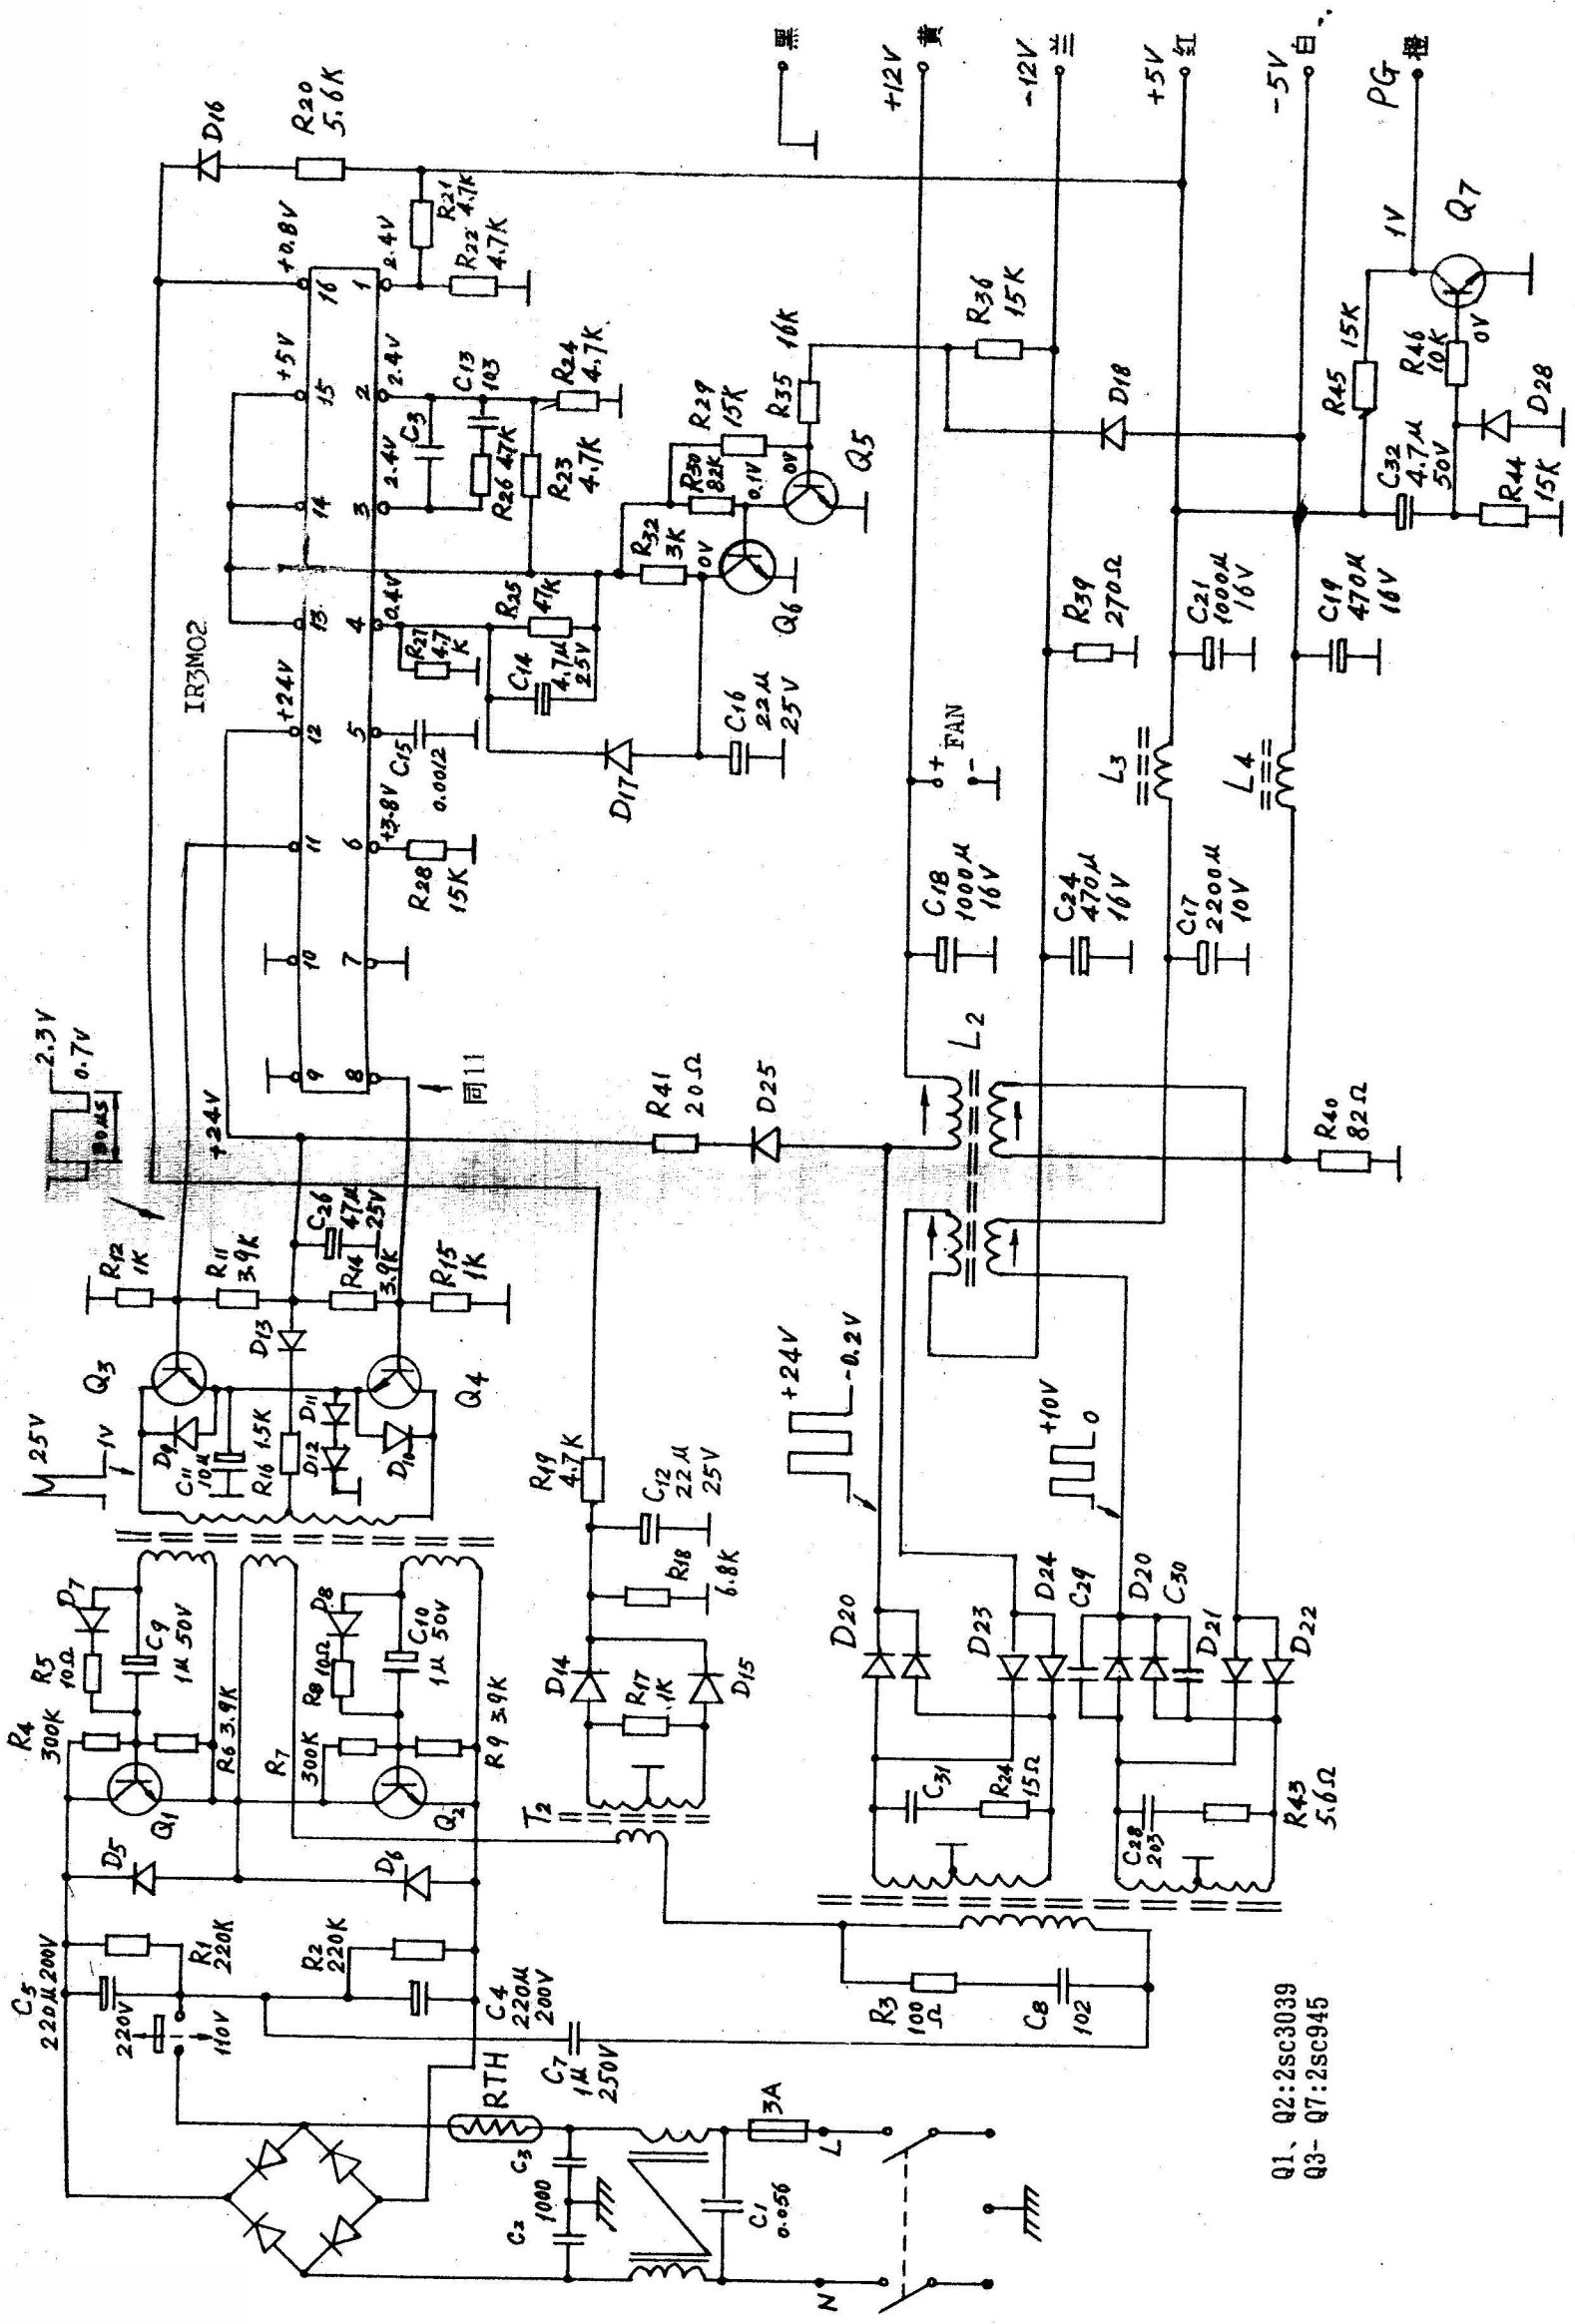 C5
220μ200V
220V
110V
R1
220K
R2
220K
C4
220μ
200V
RTH
C7
1μ
250V
C3
C2
1000
C1
0.056
3A
L
N
D5
D6
Q1
Q2
R4
300K
R5
10Ω
D7
C9
1μ 50V
R6 3.9K
R7
300K
R8 10Ω
D8
C10
1μ 50V
R9 3.9K
25V
-1V
Q3
D9
C11
10μ
R16 1.5K
D11
D12
D10
Q4
D13
R12
1K
R11
3.9K
C26
47μ
25V
R14
3.9K
R15
1K
2.3V
0.7V
+24V
同11
IR3M02
9
10
11
12
13
14
15
16
8
7
6
5
4
3
2
1
+24V
+5V
+0.8V
D16
R20
5.6K
R21
4.7K
R22
4.7K
2.4V
2.4V
2.4V
C3
C13
103
R26 47K
R23
4.7K
R24
4.7K
0.4V
R27
4.7
K
R25
47K
C14
4.7μ
25V
C15
0.0012
+3.8V
R28
15K
D17
C16
22μ
25V
R32
3K
R30
82K
R29
15K
0V
0.1V
0V
Q6
Q5
R35
16K
R36
15K
D18
T2
D14
R17
1K
D15
R18
6.8K
C12
22μ
25V
R19
4.7K
R41
20Ω
D25
R3
100
Ω
C8
102
C31
R24
15Ω
C28
203
R43
5.6Ω
D20
D23
D24
C29
D20
C30
D21
D22
+24V
-0.2V
+10V
0
L2
R40
82Ω
C18
1000μ
16V
C24
470μ
16V
C17
2200μ
10V
FAN
+
-
L3
L4
R39
270Ω
C21
1000μ
16V
C19
470μ
16V
R45
15K
C32
4.7μ
50V
R44
15K
R46
10K
D28
0V
Q7
1V
黑
+12V
黄
-12V
兰
+5V
红
-5V
白
PG
橙
Q1、Q2:2sc3039
Q3- Q7:2sc945